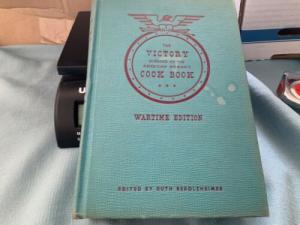 THE
VICTORY
BINDING OF THE
AMERICAN WOMAN'S
COOK BOOK
WARTIME EDITION
EDITED BY RUTH BEROLZHEIMER
U